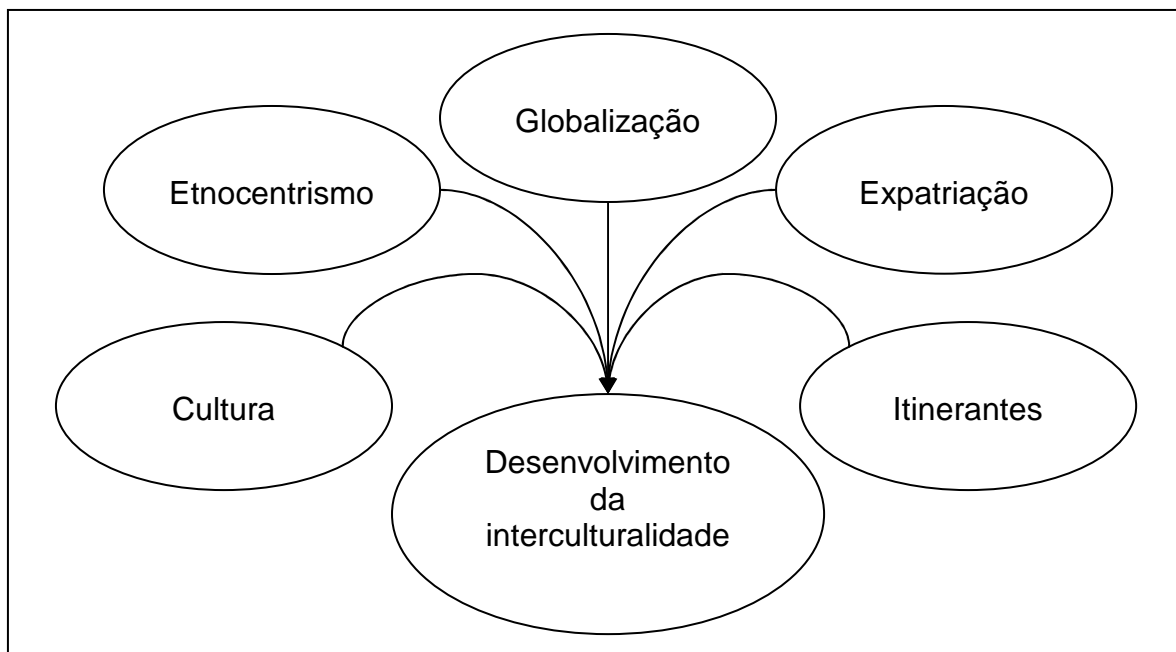 Globalização
Etnocentrismo
Expatriação
Cultura
Itinerantes
Desenvolvimento
da
interculturalidade